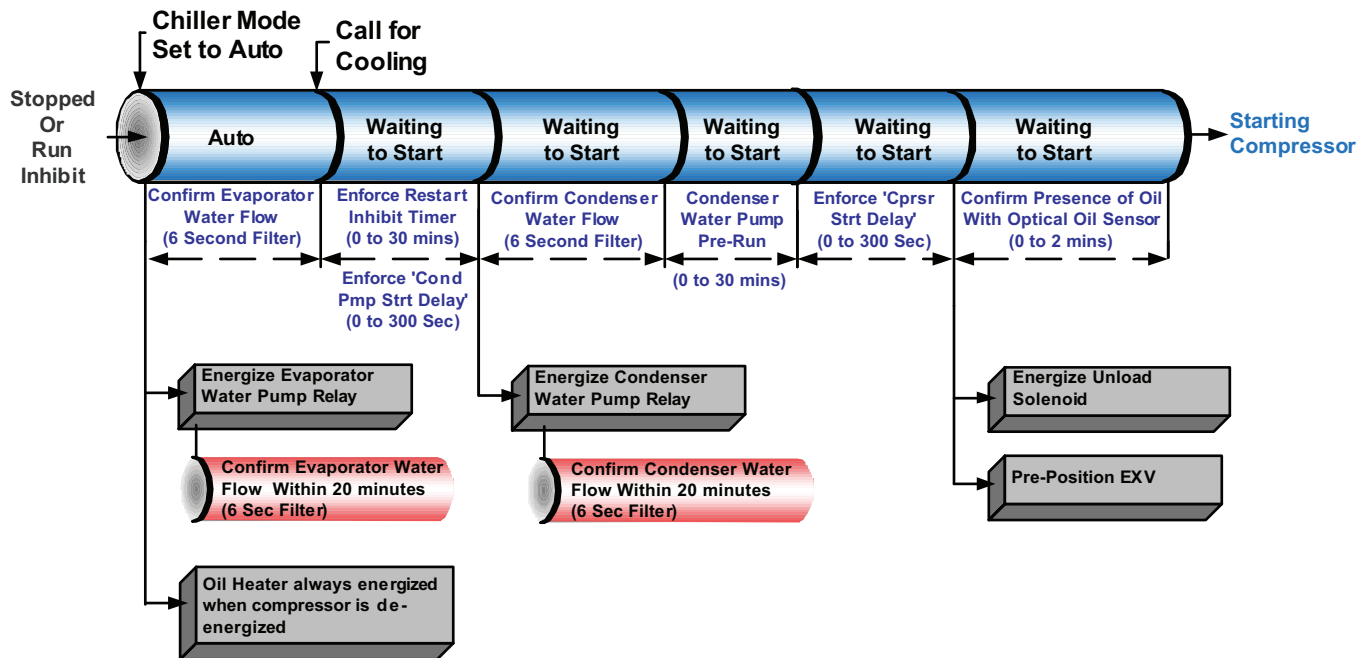 Chiller Mode
Set to Auto
Call for
Cooling
Stopped
Or
Run
Inhibit
Auto
Waiting
to Start
Waiting
to Start
Waiting
to Start
Waiting
to Start
Waiting
to Start
Starting
Compressor
Confirm Evaporator
Water Flow
(6 Second Filter)
Enforce Restart
Inhibit Timer
(0 to 30 mins)
Enforce 'Cond
Pmp Strt Delay'
(0 to 300 Sec)
Confirm Condenser
Water Flow
(6 Second Filter)
Condenser
Water Pump
Pre-Run
(0 to 30 mins)
Enforce 'Cprsr
Strt Delay'
(0 to 300 Sec)
Confirm Presence of Oil
With Optical Oil Sensor
(0 to 2 mins)
Energize Evaporator
Water Pump Relay
Confirm Evaporator Water
Flow Within 20 minutes
(6 Sec Filter)
Oil Heater always energized
when compressor is de-
energized
Energize Condenser
Water Pump Relay
Confirm Condenser Water
Flow Within 20 minutes
(6 Sec Filter)
Energize Unload
Solenoid
Pre-Position EXV